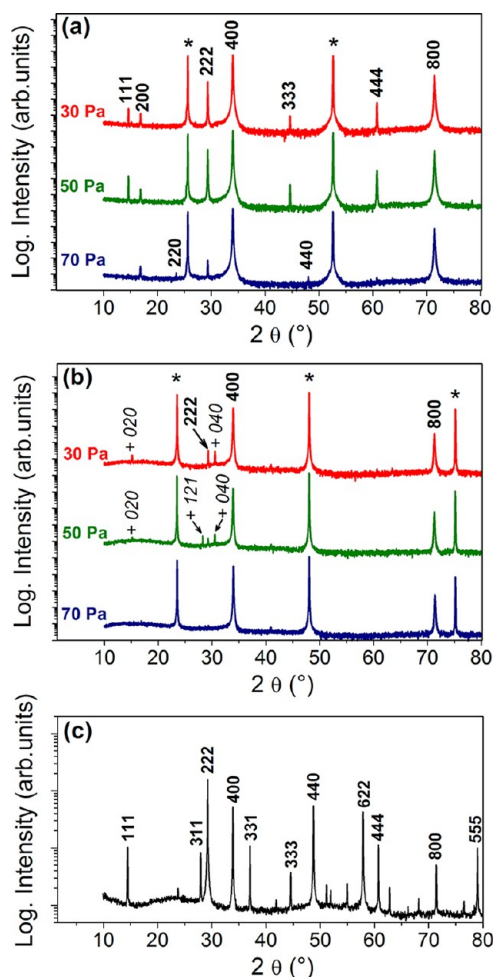 (a)
Log. Intensity (arb.units)
111
200
*
222
400
333
*
444
800
30 Pa
50 Pa
70 Pa
220
440
10 20 30 40 50 60 70 80
2 θ (°)
(b)
Log. Intensity (arb.units)
+ 020
*
222
+ 040
400
*
800
*
30 Pa
+ 020
+ 121
+ 040
50 Pa
70 Pa
10 20 30 40 50 60 70 80
2 θ (°)
(c)
Log. Intensity (arb.units)
111
311
222
400
331
333
440
622
444
800
555
10 20 30 40 50 60 70 80
2 θ (°)